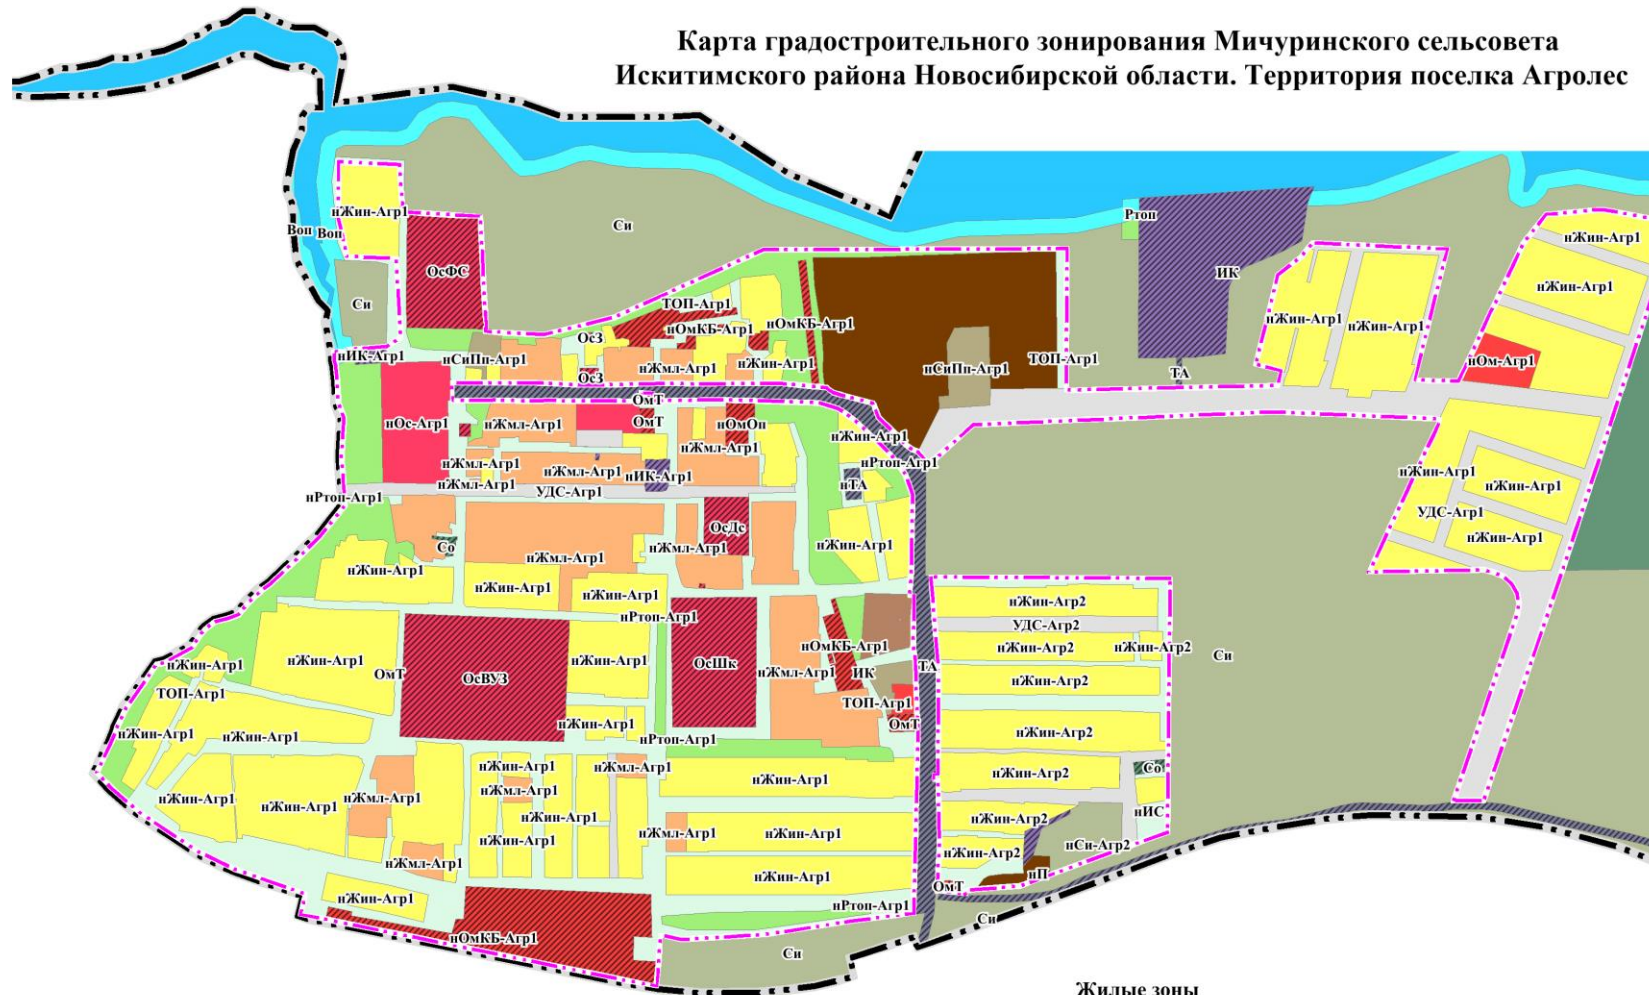 Карта градостроительного зонирования Мичуринского сельсовета
Искитимского района Новосибирской области. Территория поселка Агролес
нЖин-Агр1
Ртоп
Воп
Воп
Си
нЖин-Агр1
ОсФС
ИК
нЖин-Агр1
Си
ТОП-Агр1
нЖин-Агр1
нЖин-Агр1
нОмКБ-Агр1
нОмКБ-Агр1
ОсЗ
нИК-Агр1
нСиПп-Агр1
нЖин-Агр1
ТОП-Агр1
нОм-Агр1
нЖмл-Агр1
нСиПп-Агр1
ТА
ОсЗ
ОмТ
нОс-Агр1
нЖмл-Агр1
ОмТ
нОмОп
нЖин-Агр1
нЖмл-Агр1
нЖмл-Агр1
нРтоп-Агр1
нЖмл-Агр1
нИК-Агр1
нЖин-Агр1
нЖмл-Агр1
нТА
нЖин-Агр1
УДС-Агр1
нРтоп-Агр1
УДС-Агр1
ОсДс
нЖин-Агр1
Со
нЖмл-Агр1
нЖин-Агр1
нЖмл-Агр1
нЖин-Агр1
нЖин-Агр1
нЖин-Агр1
нЖин-Агр2
нРтоп-Агр1
УДС-Агр2
нОмКБ-Агр1
нЖин-Агр2
нЖин-Агр2
Си
нЖин-Агр1
нЖин-Агр1
нЖин-Агр1
ОсШк
ТА
ОмТ
ОсВУЗ
нЖмл-Агр1
ИК
нЖин-Агр2
ТОП-Агр1
ТОП-Агр1
нЖин-Агр1
ОмТ
нЖин-Агр1
нЖин-Агр1
нРтоп-Агр1
нЖин-Агр2
нЖин-Агр1
нЖмл-Агр1
Со
нЖин-Агр2
нЖин-Агр1
нЖмл-Агр1
нЖин-Агр1
нЖин-Агр1
нЖмл-Агр1
нИС
нЖин-Агр1
нЖин-Агр2
нЖмл-Агр1
нЖин-Агр1
нЖин-Агр1
нСи-Агр2
нЖин-Агр2
нЖмл-Агр1
нП
нЖин-Агр1
ОмТ
нЖин-Агр1
нРтоп-Агр1
Си
нОмКБ-Агр1
Си
Жилые зоны